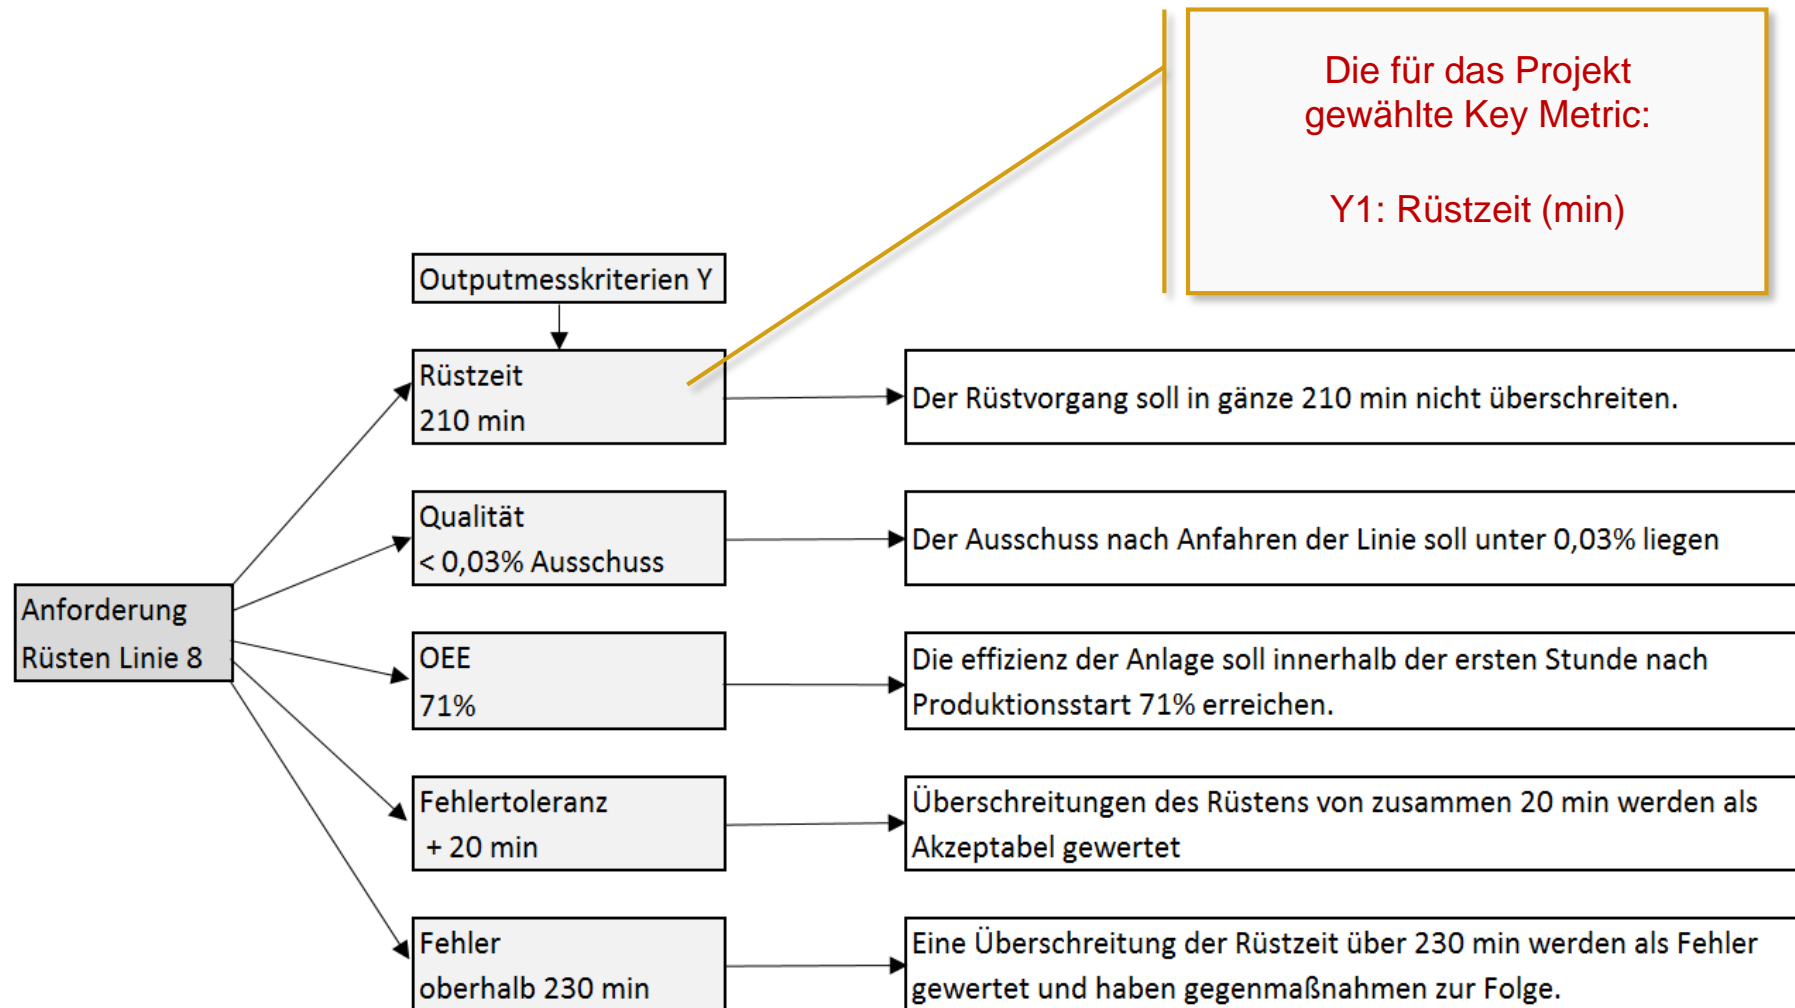 Die für das Projekt
gewählte Key Metric:
Y1: Rüstzeit (min)
Outputmesskriterien Y
Rüstzeit
210 min
Der Rüstvorgang soll in gänze 210 min nicht überschreiten.
Qualität
< 0,03% Ausschuss
Der Ausschuss nach Anfahren der Linie soll unter 0,03% liegen
Anforderung
Rüsten Linie 8
OEE
71%
Die effizienz der Anlage soll innerhalb der ersten Stunde nach
Produktionsstart 71% erreichen.
Fehlertoleranz
+ 20 min
Überschreitungen des Rüstens von zusammen 20 min werden als
Akzeptabel gewertet
Fehler
oberhalb 230 min
Eine Überschreitung der Rüstzeit über 230 min werden als Fehler
gewertet und haben gegenmaßnahmen zur Folge.